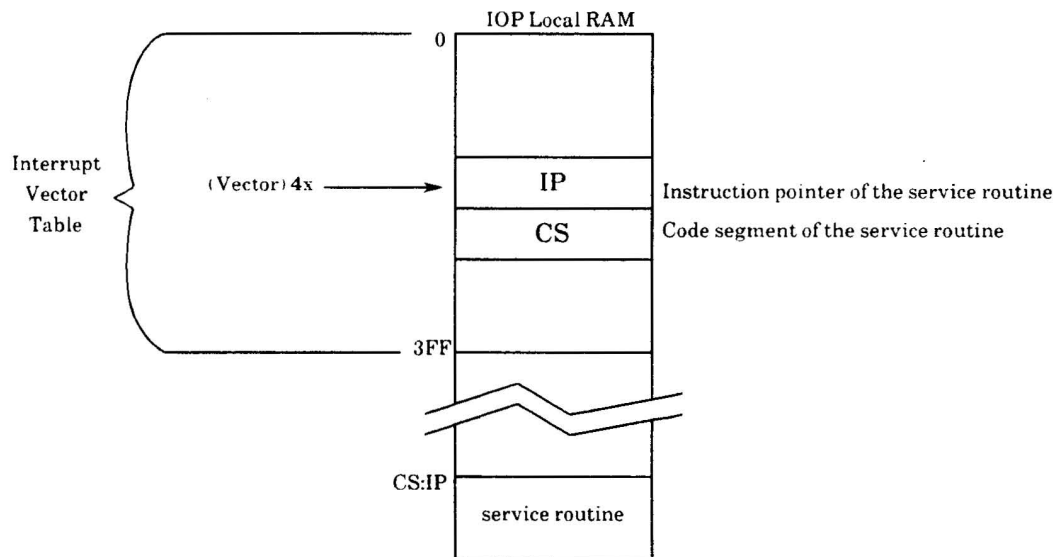 IOP Local RAM
0
Interrupt
Vector
Table
(Vector) 4x
IP
Instruction pointer of the service routine
CS
Code segment of the service routine
3FF
CS:IP
service routine